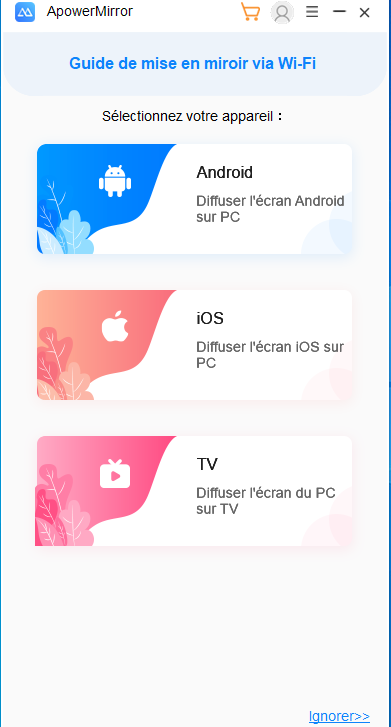 ApowerMirror
Guide de mise en miroir via Wi-Fi
Sélectionnez votre appareil :
Android
Diffuser l'écran Android
sur PC
iOS
Diffuser l'écran iOS sur
PC
TV
Diffuser l'écran du PC
sur TV
Ignorer>>